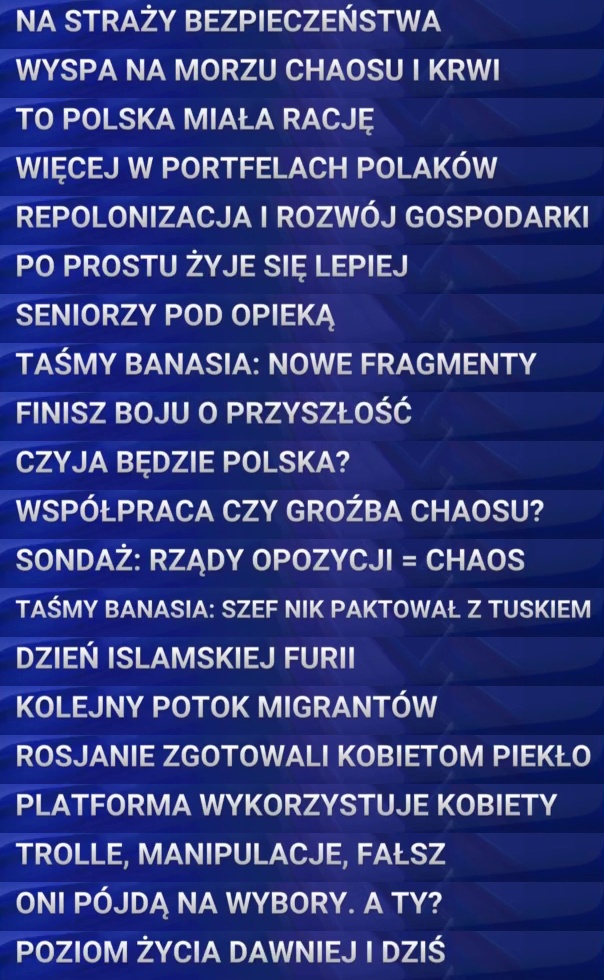 NA STRAŻY BEZPIECZEŃSTWA
WYSPA NA MORZU CHAOSU I KRWI
TO POLSKA MIAŁA RACJĘ
WIĘCEJ W PORTFELACH POLAKÓW
REPOLONIZACJA I ROZWÓJ GOSPODARKI
PO PROSTU ŻYJE SIĘ LEPIEJ
SENIORZY POD OPIEKĄ
TAŚMY BANASIA: NOWE FRAGMENTY
FINISZ BOJU O PRZYSZŁOŚĆ
CZYJA BĘDZIE POLSKA?
WSPÓŁPRACA CZY GROŹBA CHAOSU?
SONDAŻ: RZĄDY OPOZYCJI = CHAOS
TAŚMY BANASIA: SZEF NIK PAKTOWAŁ Z TUSKIEM
DZIEŃ ISLAMSKIEJ FURII
KOLEJNY POTOK MIGRANTÓW
ROSJANIE ZGOTOWALI KOBIETOM PIEKŁO
PLATFORMA WYKORZYSTUJE KOBIETY
TROLLE, MANIPULACJE, FAŁSZ
ONI PÓJDĄ NA WYBORY. A TY?
POZIOM ŻYCIA DAWNIEJ I DZIŚ